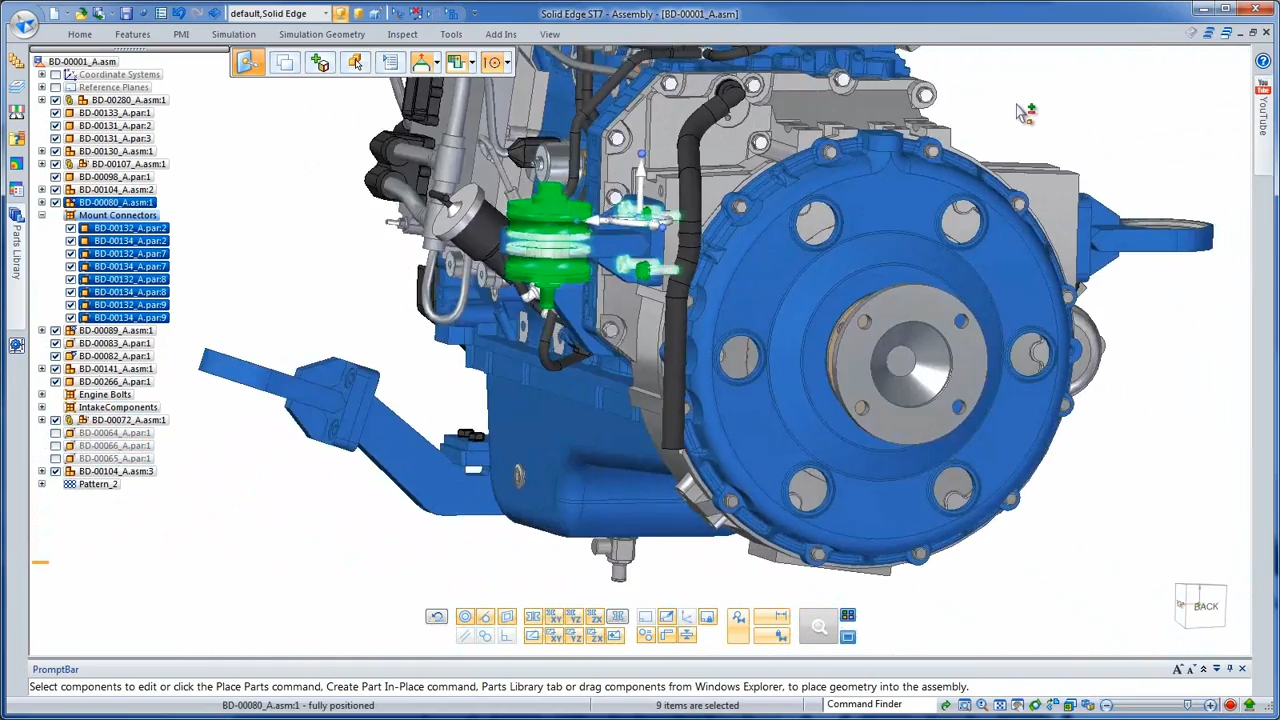 default,Solid Edge
Solid Edge ST7 - Assembly - [BD-00001_A.asm]
Home Features PMI Simulation Simulation Geometry Inspect Tools Add Ins View
BD-00001_A.asm
Coordinate Systems
Reference Planes
BD-00280_A.asm:1
BD-00133_A.par:1
BD-00131_A.par:2
BD-00131_A.par:3
BD-00130_A.asm:1
BD-00107_A.asm:1
BD-00098_A.par:1
BD-00104_A.asm:2
BD-00080_A.asm:1
Mount Connectors
BD-00132_A.par:2
BD-00134_A.par:2
BD-00132_A.par:7
BD-00134_A.par:7
BD-00132_A.par:8
BD-00134_A.par:8
BD-00132_A.par:9
BD-00134_A.par:9
BD-00089_A.asm:1
BD-00083_A.par:1
BD-00082_A.par:1
BD-00141_A.asm:1
BD-00266_A.par:1
Engine Bolts
IntakeComponents
BD-00072_A.asm:1
BD-00064_A.par:1
BD-00066_A.par:1
BD-00065_A.par:1
BD-00104_A.asm:3
Pattern_2
Parts Library
You Tube
YouTube
BACK
XY YZ ZX
XY YZ ZX
PromptBar
Select components to edit or click the Place Parts command, Create Part In-Place command, Parts Library tab or drag components from Windows Explorer, to place geometry into the assembly.
BD-00080_A.asm:1 - fully positioned
9 items are selected
Command Finder